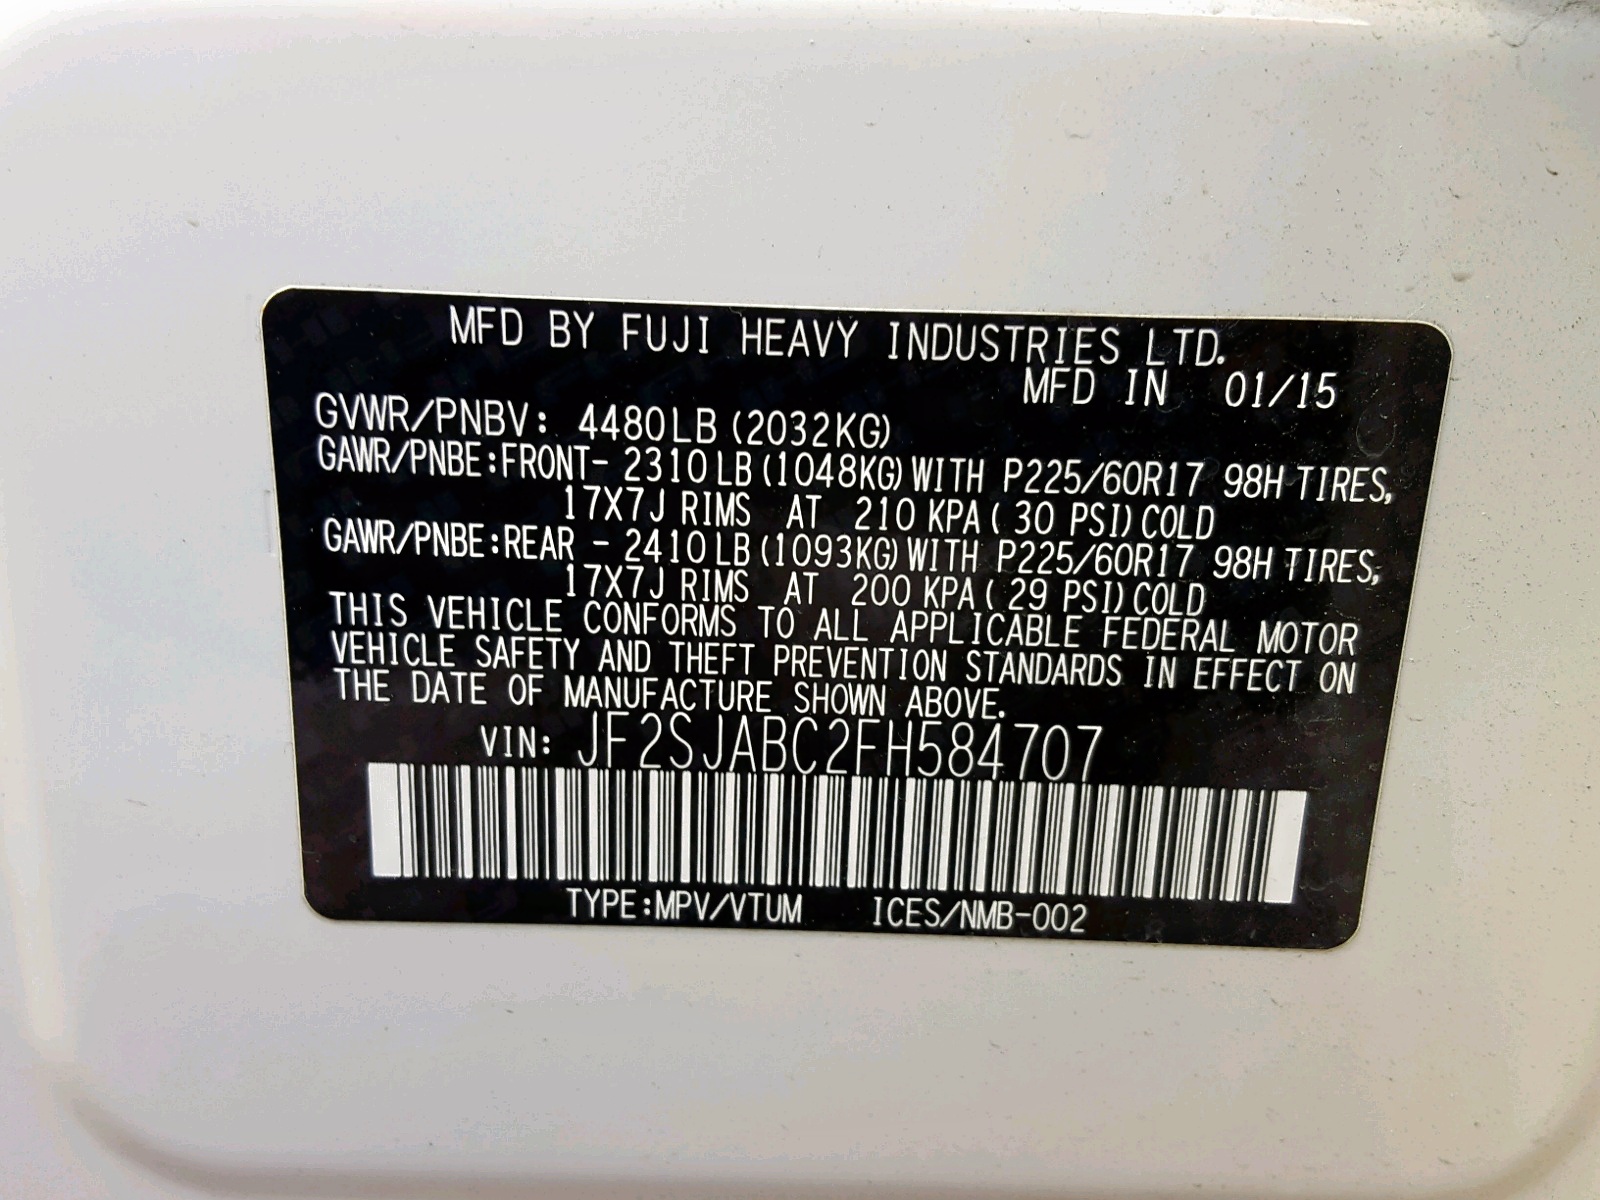 MFD BY FUJI HEAVY INDUSTRIES LTD.
MFD IN 01/15
GVWR/PNBV: 4480LB (2032KG)
GAWR/PNBE:FRONT- 2310LB(1048KG)WITH P225/60R17 98H TIRES,
17X7J RIMS AT 210 KPA( 30 PSI)COLD
GAWR/PNBE:REAR - 2410LB(1093KG)WITH P225/60R17 98H TIRES,
17X7J RIMS AT 200 KPA( 29 PSI)COLD
THIS VEHICLE CONFORMS TO ALL APPLICABLE FEDERAL MOTOR
VEHICLE SAFETY AND THEFT PREVENTION STANDARDS IN EFFECT ON
THE DATE OF MANUFACTURE SHOWN ABOVE.
VIN: JF2SJABC2FH584707
TYPE:MPV/VTUM ICES/NMB-002